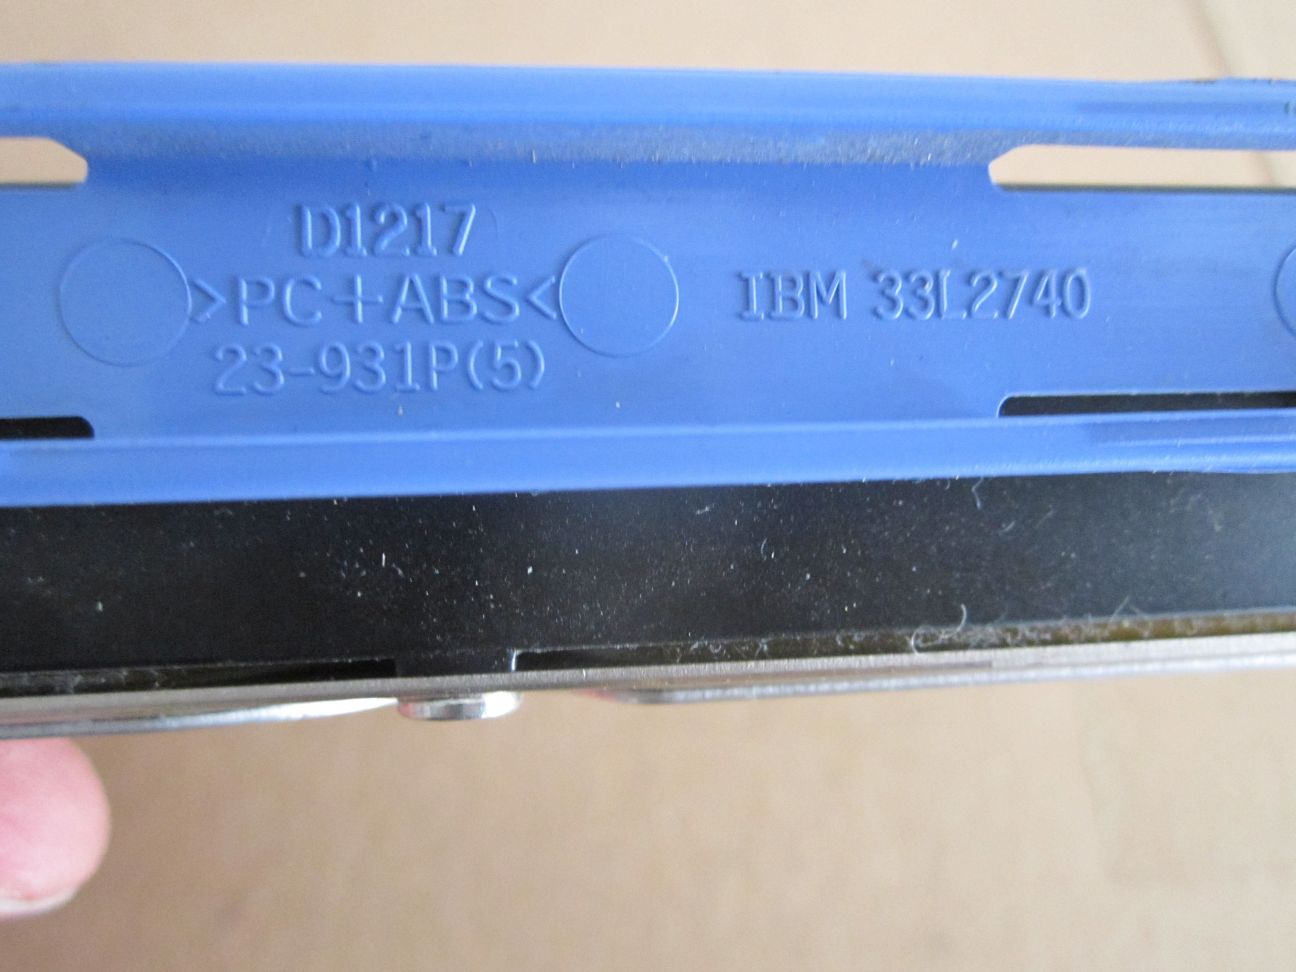 D1217
>PC+ABS<
23-931P(5)
IBM 33L2740